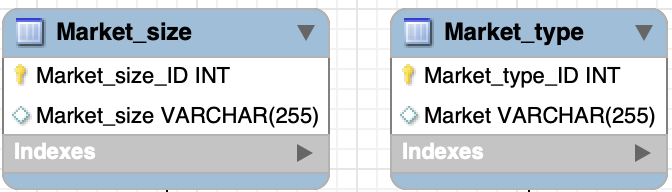 Market_size
Market_size_ID INT
Market_size VARCHAR(255)
Indexes
Market_type
Market_type_ID INT
Market VARCHAR(255)
Indexes